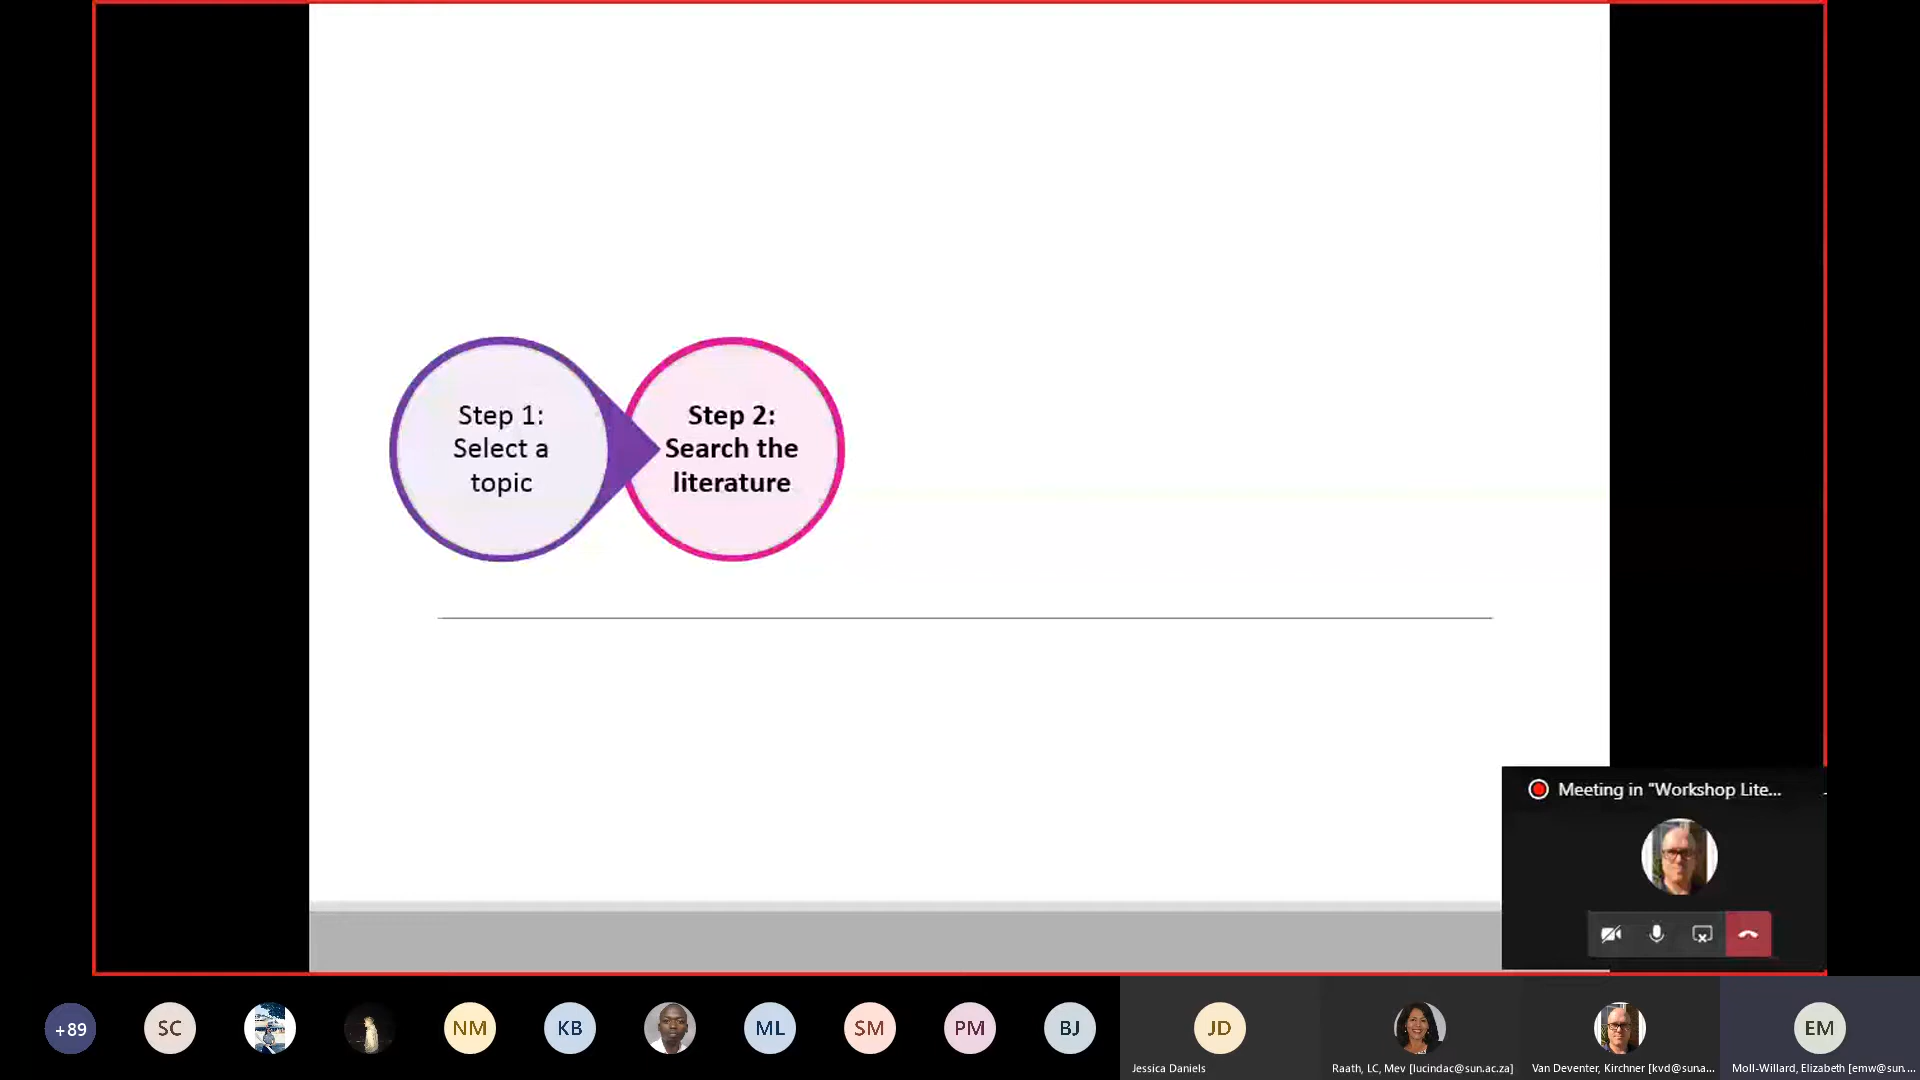 Step 1:
Select a
topic
Step 2:
Search the
literature
Meeting in "Workshop Lite...
+89
SC
NM
KB
ML
SM
PM
BJ
JD
EM
Jessica Daniels
Raath, LC, Mev [lucindac@sun.ac.za]
Van Deventer, Kirchner [kvd@suna...
Moll-Willard, Elizabeth [emw@sun....